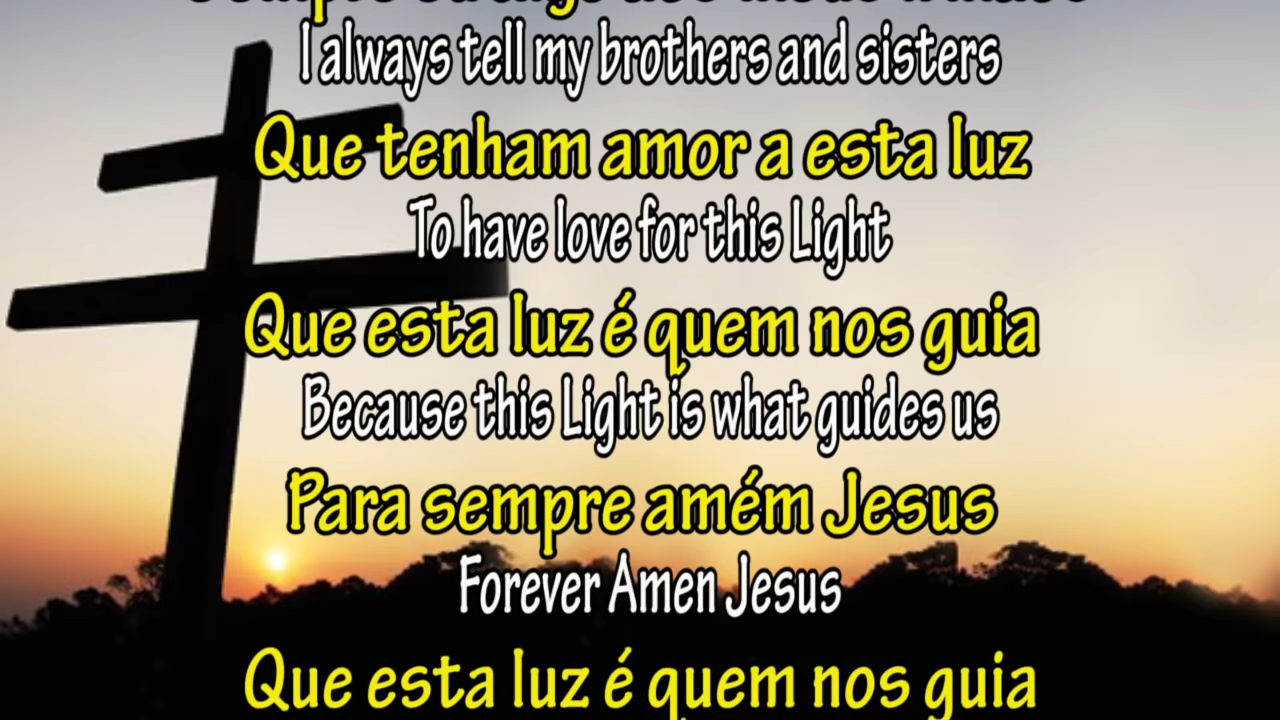 I always tell my brothers and sisters
Que tenham amor a esta luz
To have love for this Light
Que esta luz é quem nos guia
Because this Light is what guides us
Para sempre amém Jesus
Forever Amen Jesus
Que esta luz é quem nos guia